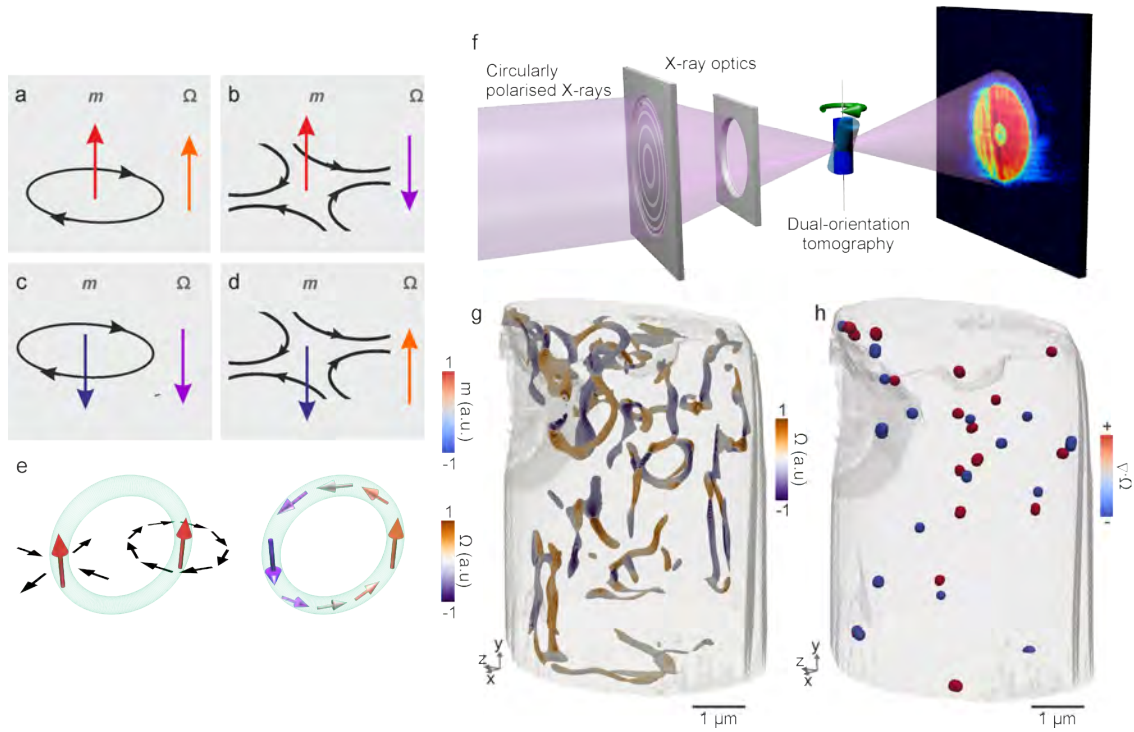 a
m
Ω
b
m
Ω
c
m
Ω
d
m
Ω
1
m (a.u.)
-1
e
1
Ω (a.u)
-1
f
Circularly
polarised X-rays
X-ray optics
Dual-orientation
tomography
g
y
z
x
1 μm
1
Ω (a.u)
-1
h
y
z
x
1 μm
+
∇·Ω
-